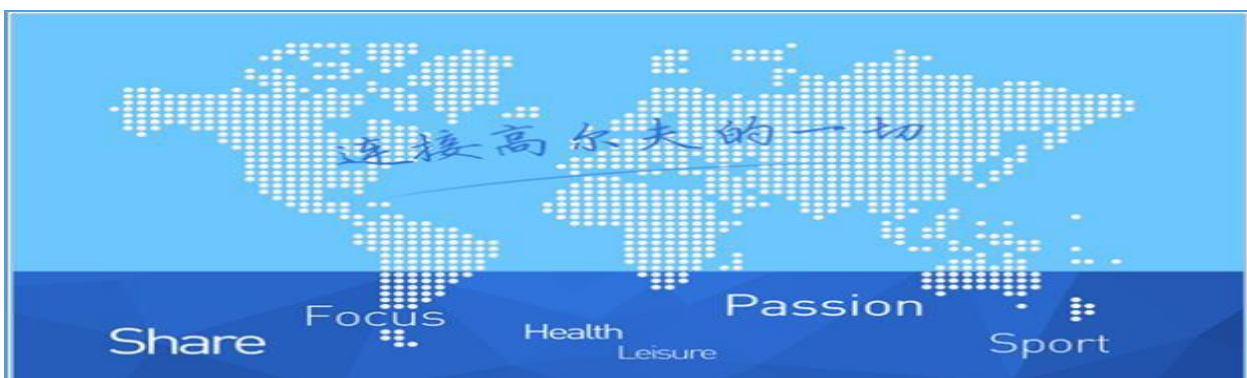 连接高尔夫的一切
Focus
Passion
Share
Health
Leisure
Sport